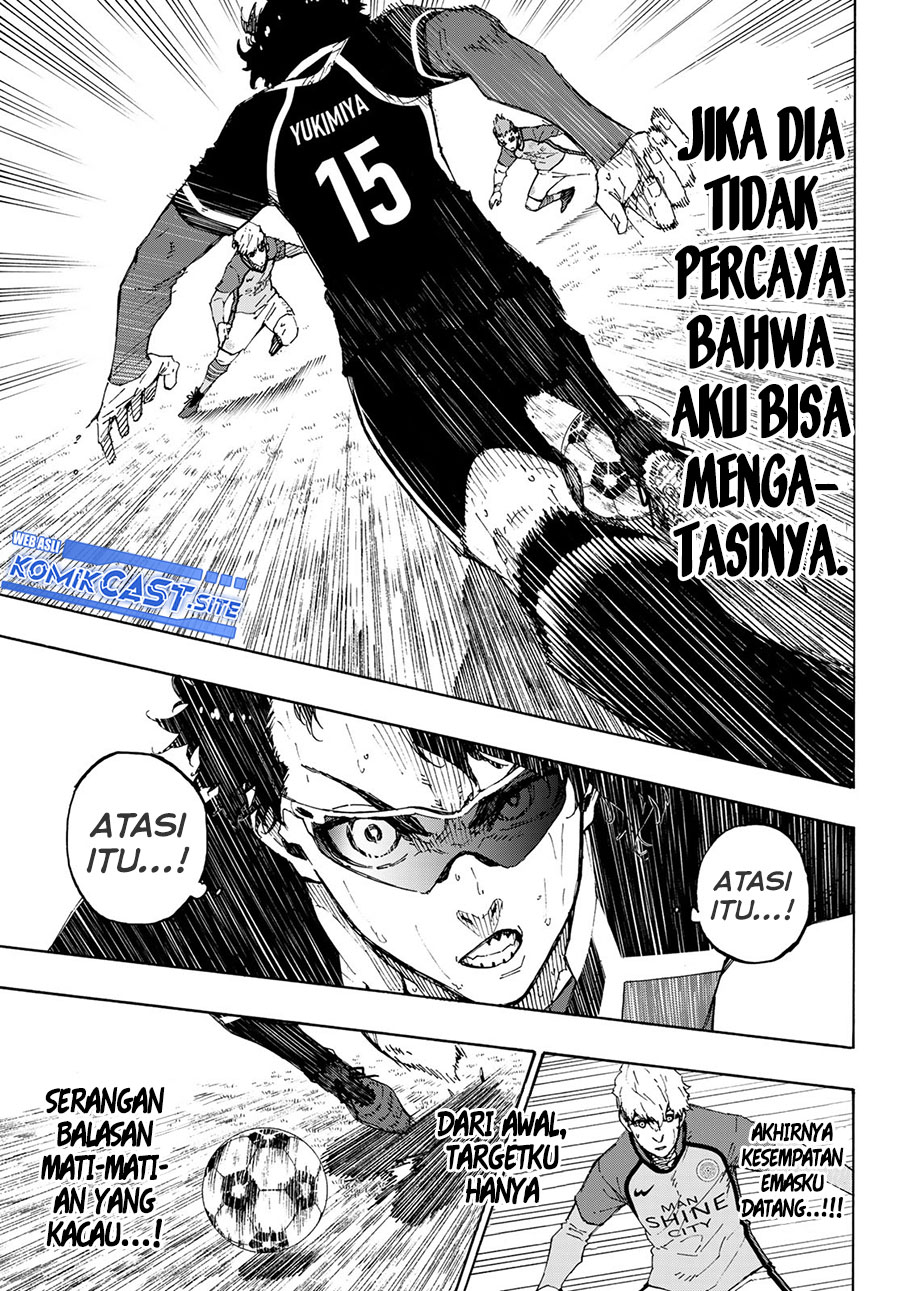 YUKIMIYA
15
JIKA DIA
TIDAK
PERCAYA
BAHWA
AKU BISA
MENGA-
TASINYA.
WEB ASLI
KOMIKCAST.SITE
ATASI
ITU...!
ATASI
ITU...!
AKHIRNYA
KESEMPATAN
EMASKU
DATANG..!!!
MAN
SHINE
CITY
DARI AWAL,
TARGETKU
HANYA
SERANGAN
BALASAN
MATI-MATI-
AN YANG
KACAU...!